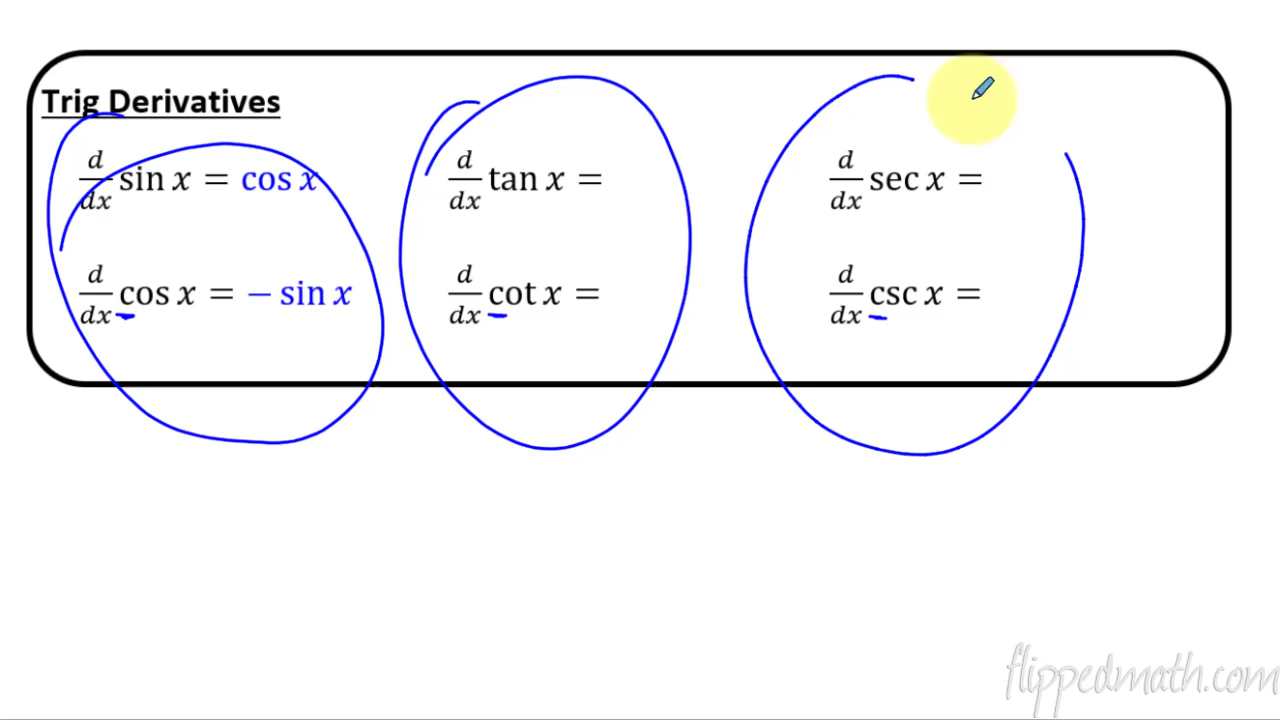 Trig Derivatives
d/dx sin x = cos x
d/dx cos x = − sin x
d/dx tan x =
d/dx cot x =
d/dx sec x =
d/dx csc x =
flippedmath.com